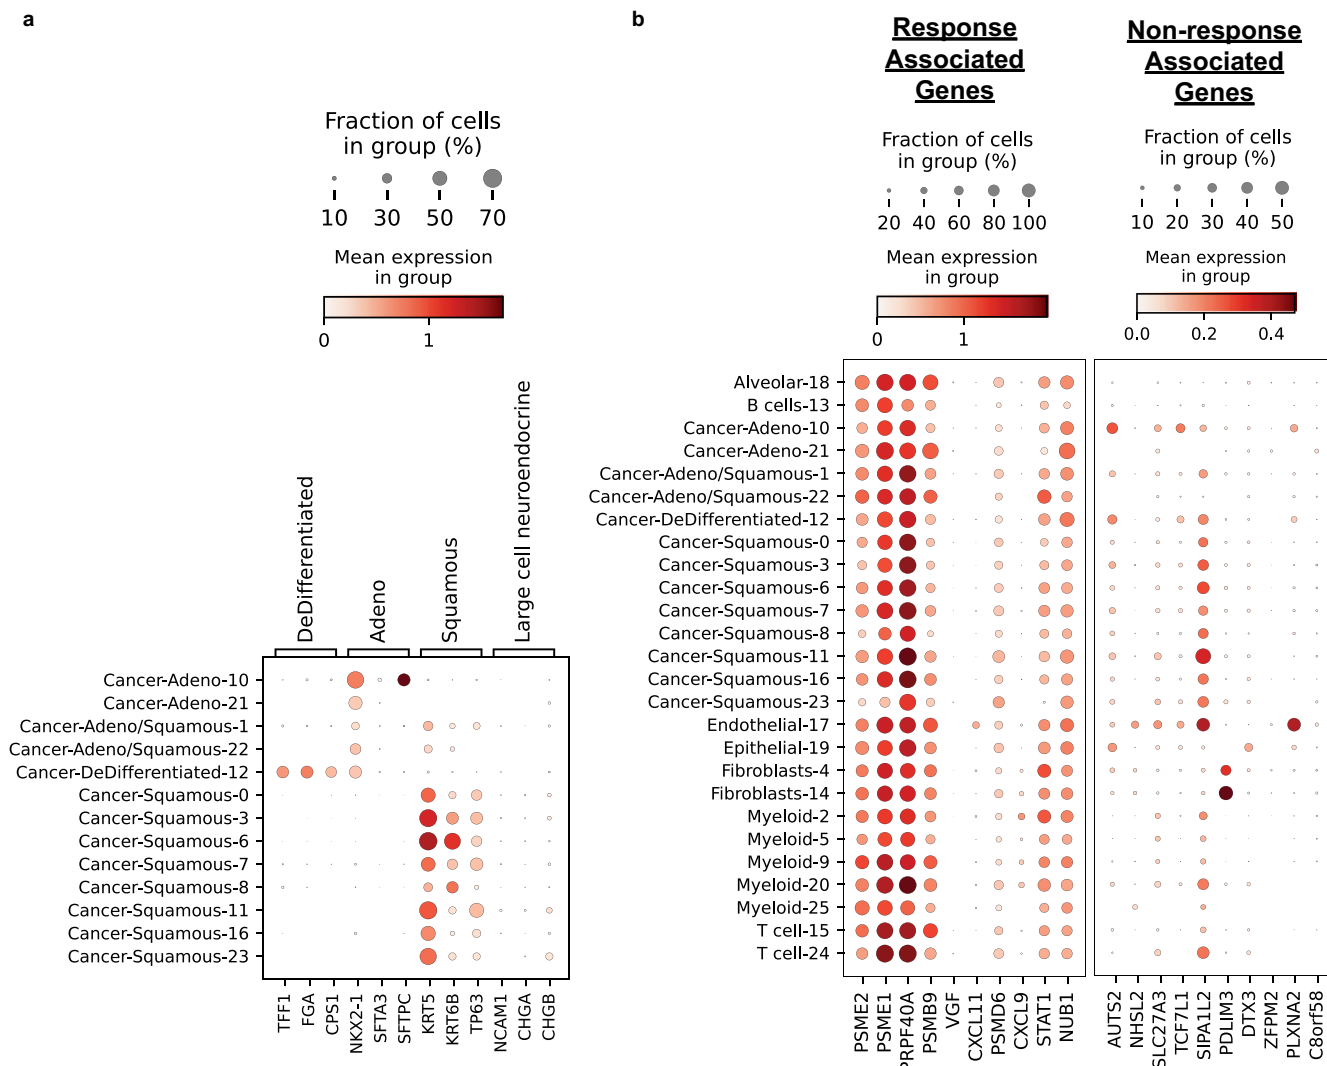 a
Fraction of cells
in group (%)
10 30 50 70
Mean expression
in group
0 1
DeDifferentiated
Adeno
Squamous
Large cell neuroendocrine
Cancer-Adeno-10
Cancer-Adeno-21
Cancer-Adeno/Squamous-1
Cancer-Adeno/Squamous-22
Cancer-DeDifferentiated-12
Cancer-Squamous-0
Cancer-Squamous-3
Cancer-Squamous-6
Cancer-Squamous-7
Cancer-Squamous-8
Cancer-Squamous-11
Cancer-Squamous-16
Cancer-Squamous-23
TFF1
FGA
CPS1
NKX2-1
SFTA3
SFTPC
KRT5
KRT6B
TP63
NCAM1
CHGA
CHGB
b
Response
Associated
Genes
Fraction of cells
in group (%)
20 40 60 80 100
Mean expression
in group
0 1
Non-response
Associated
Genes
Fraction of cells
in group (%)
10 20 30 40 50
Mean expression
in group
0.0 0.2 0.4
Alveolar-18
B cells-13
Cancer-Adeno-10
Cancer-Adeno-21
Cancer-Adeno/Squamous-1
Cancer-Adeno/Squamous-22
Cancer-DeDifferentiated-12
Cancer-Squamous-0
Cancer-Squamous-3
Cancer-Squamous-6
Cancer-Squamous-7
Cancer-Squamous-8
Cancer-Squamous-11
Cancer-Squamous-16
Cancer-Squamous-23
Endothelial-17
Epithelial-19
Fibroblasts-4
Fibroblasts-14
Myeloid-2
Myeloid-5
Myeloid-9
Myeloid-20
Myeloid-25
T cell-15
T cell-24
PSME2
PSME1
PRPF40A
PSMB9
VGF
CXCL11
PSMD6
CXCL9
STAT1
NUB1
AUTS2
NHSL2
SLC27A3
TCF7L1
SIPA1L2
PDLIM3
DTX3
ZFPM2
PLXNA2
C8orf58